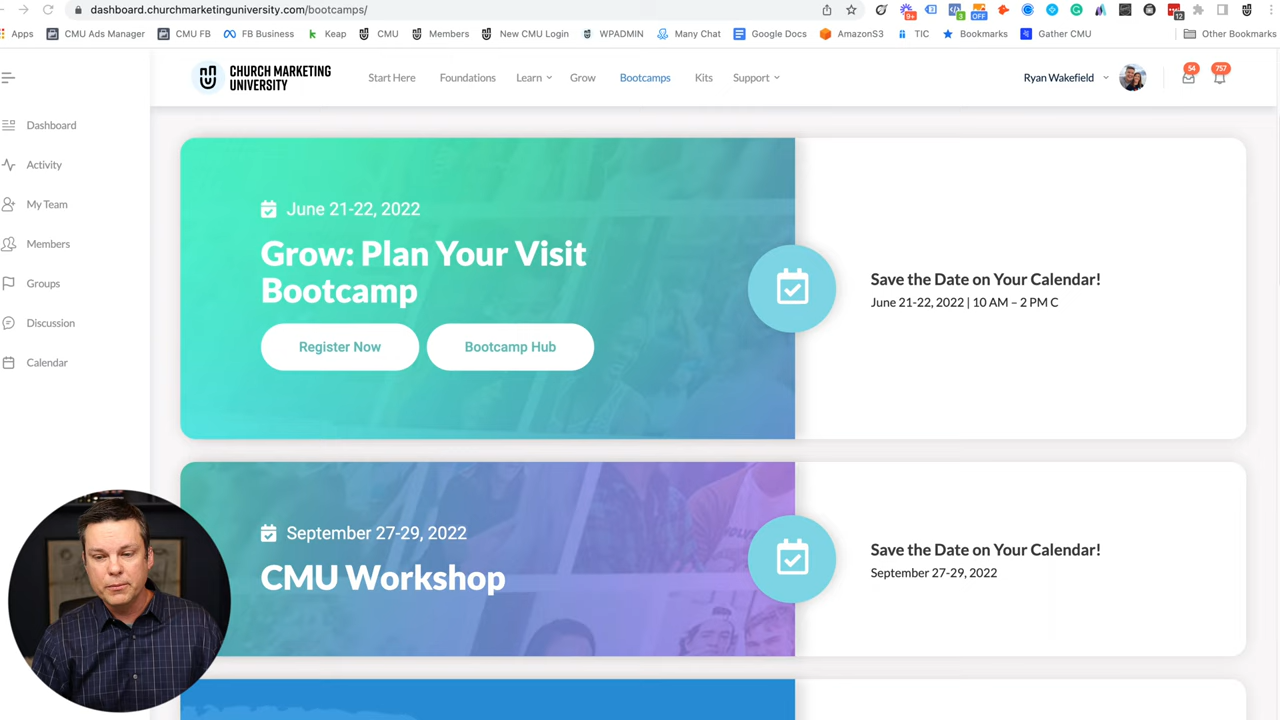 dashboard.churchmarketinguniversity.com/bootcamps/
9+
3
OFF
12
Apps
CMU Ads Manager
CMU FB
FB Business
Keap
CMU
Members
New CMU Login
WPADMIN
Many Chat
Google Docs
AmazonS3
TIC
Bookmarks
Gather CMU
Other Bookmarks
CHURCH MARKETING
UNIVERSITY
Start Here
Foundations
Learn
Grow
Bootcamps
Kits
Support
Ryan Wakefield
54
757
Dashboard
Activity
My Team
Members
Groups
Discussion
Calendar
June 21-22, 2022
Grow: Plan Your Visit
Bootcamp
Register Now
Bootcamp Hub
Save the Date on Your Calendar!
June 21-22, 2022 | 10 AM – 2 PM C
September 27-29, 2022
CMU Workshop
Save the Date on Your Calendar!
September 27-29, 2022